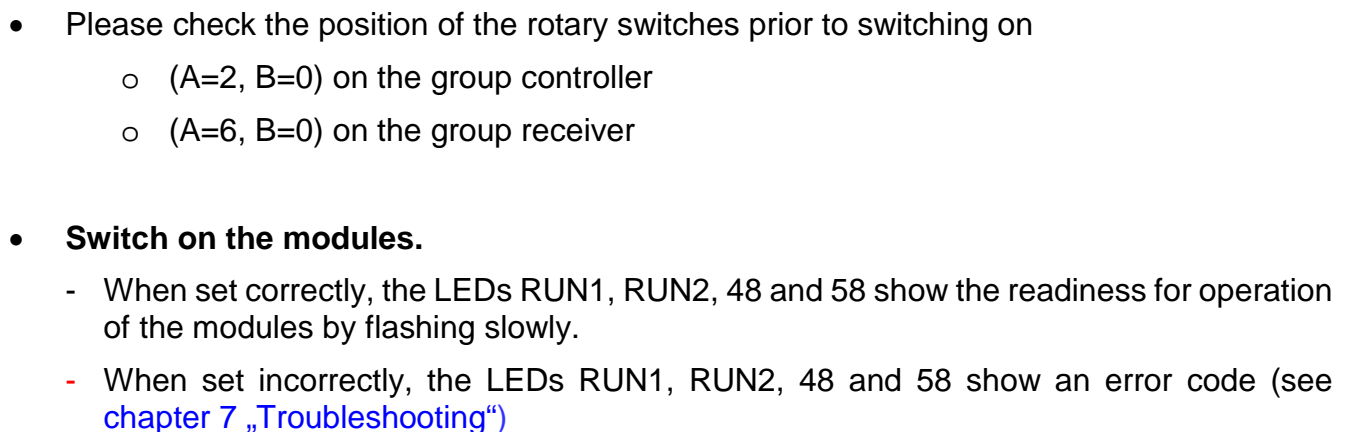 • Please check the position of the rotary switches prior to switching on
o (A=2, B=0) on the group controller
o (A=6, B=0) on the group receiver
• Switch on the modules.
- When set correctly, the LEDs RUN1, RUN2, 48 and 58 show the readiness for operation
of the modules by flashing slowly.
- When set incorrectly, the LEDs RUN1, RUN2, 48 and 58 show an error code (see
chapter 7 „Troubleshooting“)